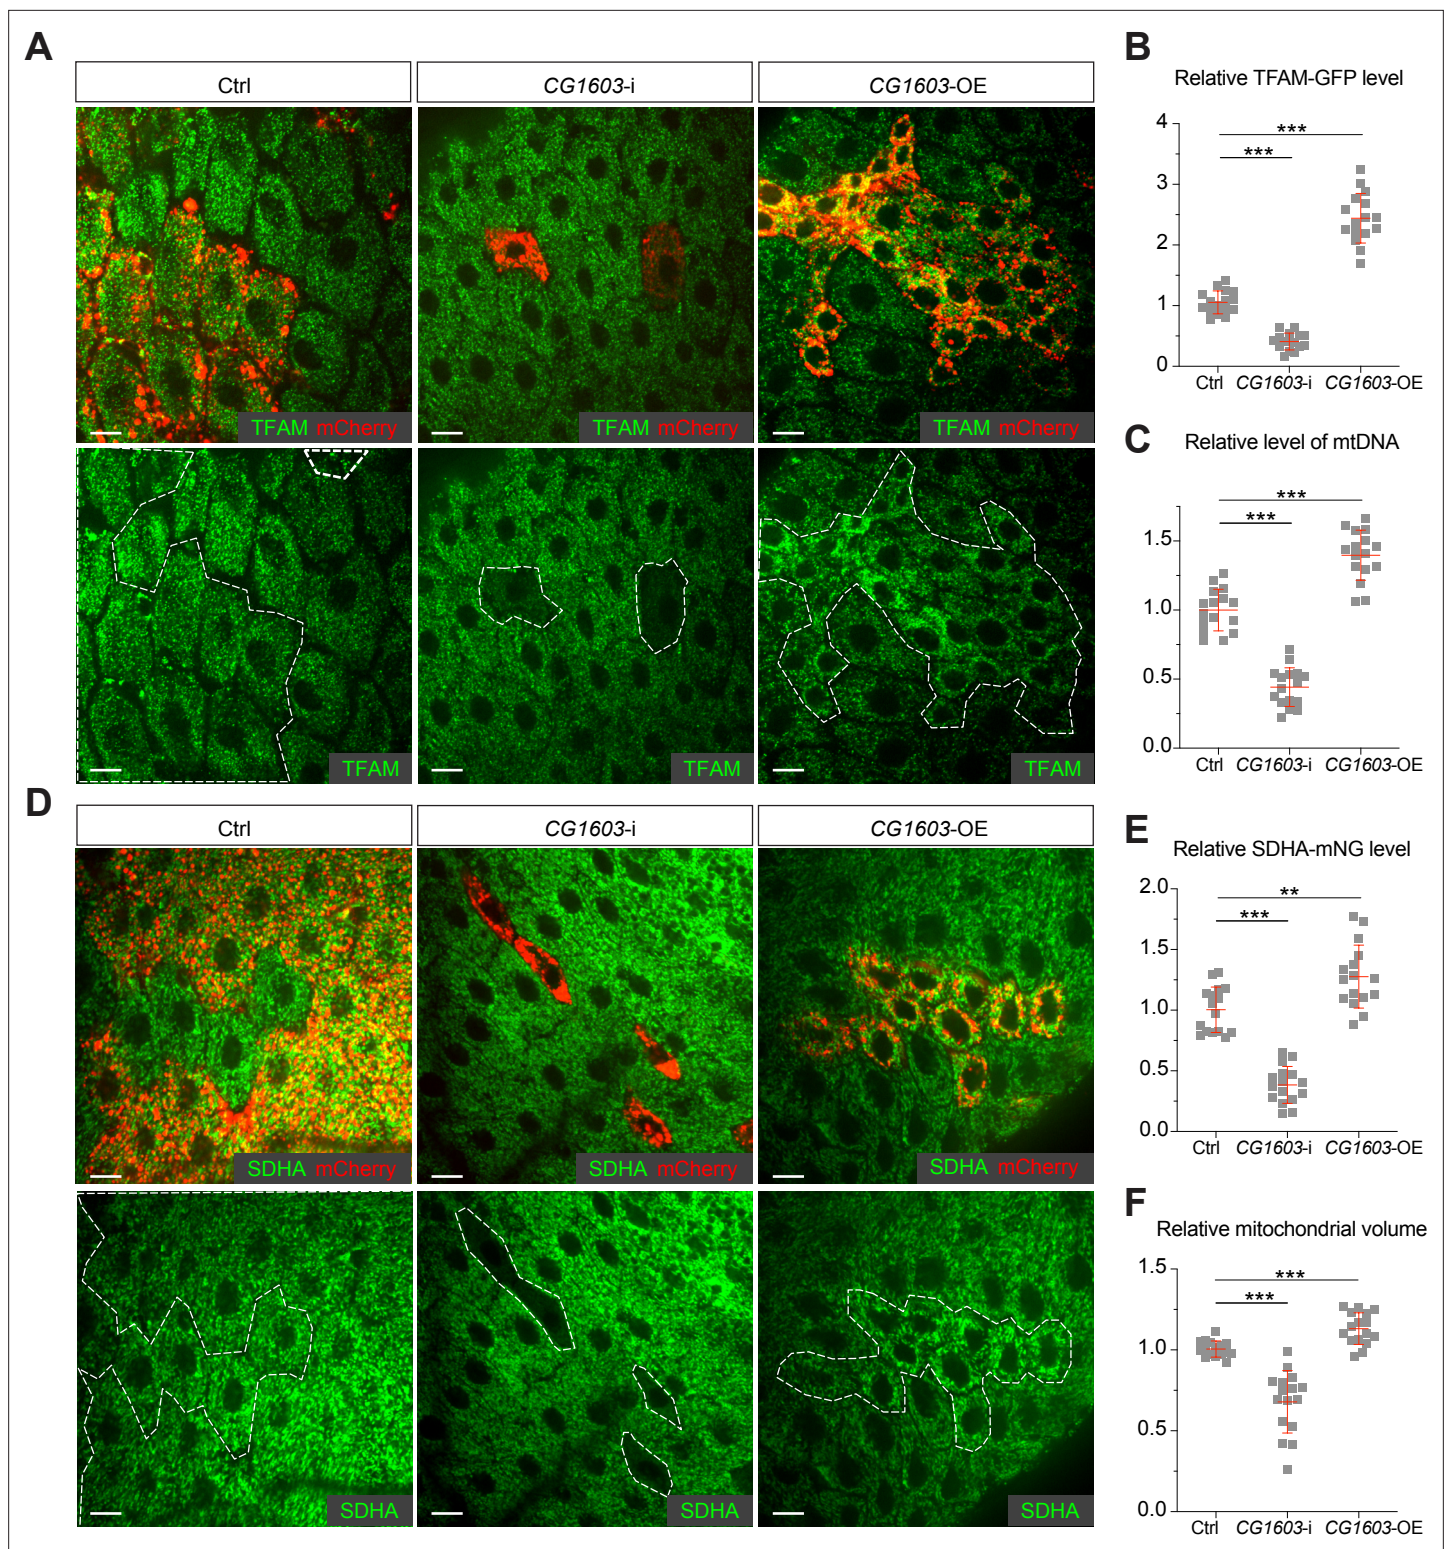 A
Ctrl
CG1603-i
CG1603-OE
TFAM mCherry
TFAM mCherry
TFAM mCherry
TFAM
TFAM
TFAM
B
Relative TFAM-GFP level
4
3
2
1
0
***
***
Ctrl CG1603-i CG1603-OE
C
Relative level of mtDNA
1.5
1.0
0.5
0.0
***
***
Ctrl CG1603-i CG1603-OE
D
Ctrl
CG1603-i
CG1603-OE
SDHA mCherry
SDHA mCherry
SDHA mCherry
SDHA
SDHA
SDHA
E
Relative SDHA-mNG level
2.0
1.5
1.0
0.5
0.0
**
***
Ctrl CG1603-i CG1603-OE
F
Relative mitochondrial volume
1.5
1.0
0.5
0.0
***
***
Ctrl CG1603-i CG1603-OE